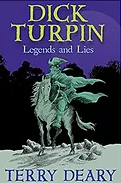 DICK
TURPIN
Legends and Lies
TERRY DEARY